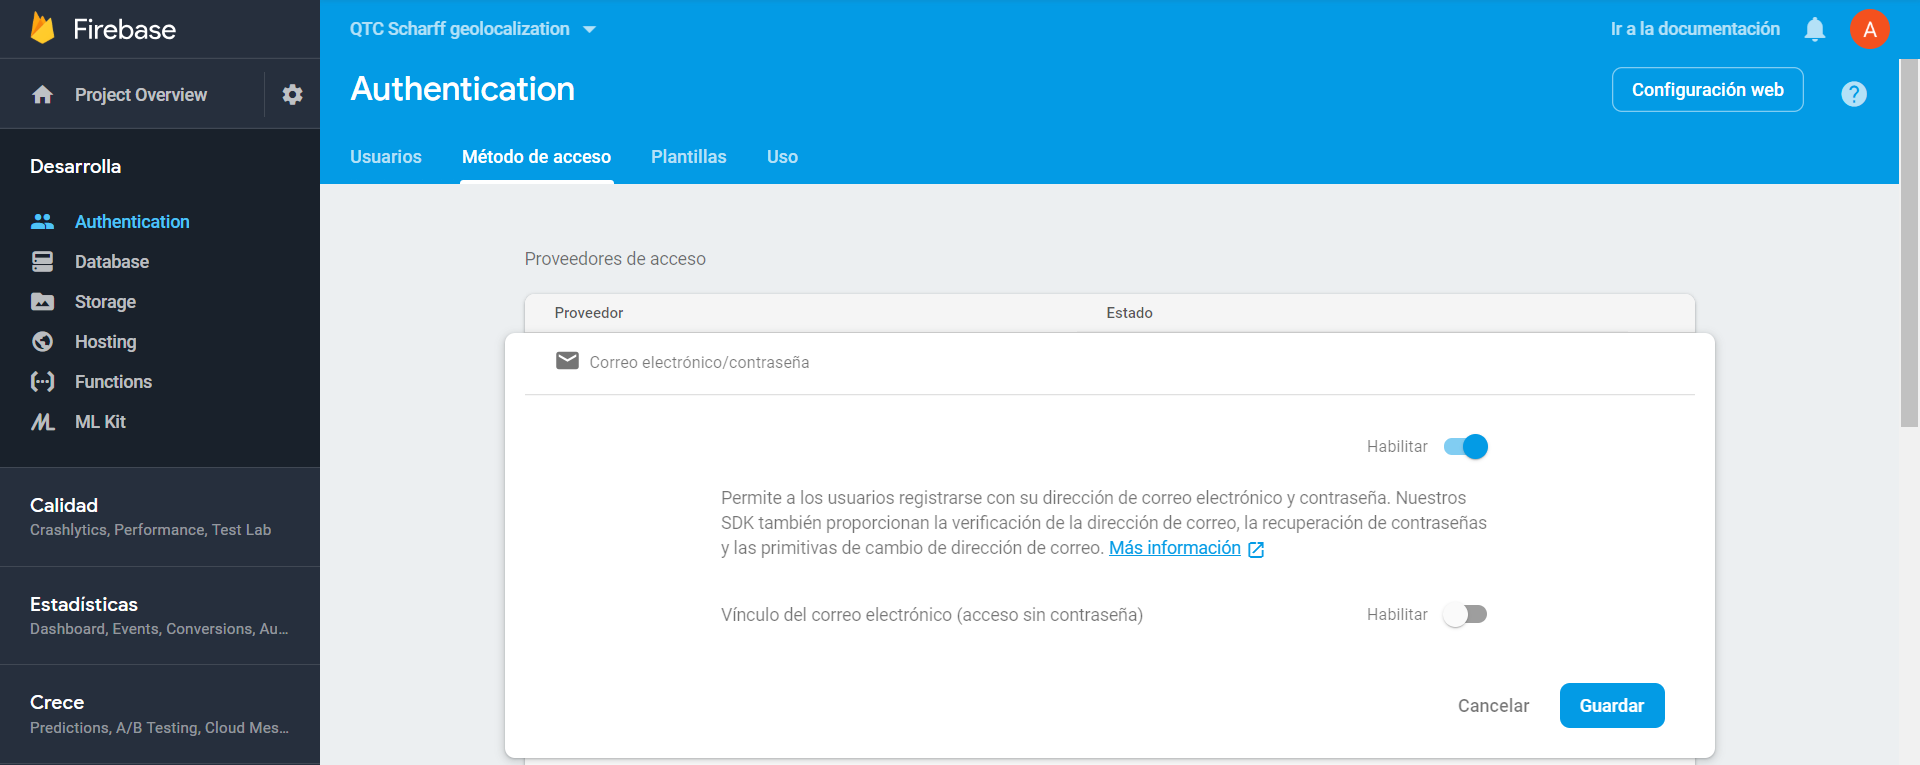 Firebase
Project Overview
Desarrolla
Authentication
Database
Storage
Hosting
Functions
ML Kit
Calidad
Crashlytics, Performance, Test Lab
Estadísticas
Dashboard, Events, Conversions, Au...
Crece
Predictions, A/B Testing, Cloud Mes...
QTC Scharff geolocalization
Ir a la documentación
A
Authentication
Configuración web
?
Usuarios
Método de acceso
Plantillas
Uso
Proveedores de acceso
Proveedor
Estado
Correo electrónico/contraseña
Habilitar
Permite a los usuarios registrarse con su dirección de correo electrónico y contraseña. Nuestros
SDK también proporcionan la verificación de la dirección de correo, la recuperación de contraseñas
y las primitivas de cambio de dirección de correo. Más información
Vínculo del correo electrónico (acceso sin contraseña)
Habilitar
Cancelar
Guardar